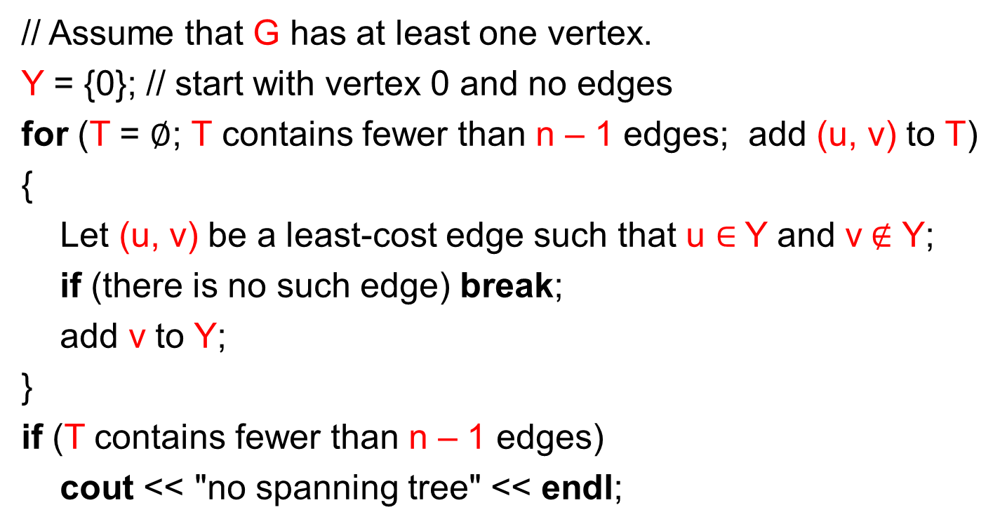 // Assume that G has at least one vertex.
Y = {0}; // start with vertex 0 and no edges
for (T = ∅; T contains fewer than n – 1 edges;  add (u, v) to T)
{
Let (u, v) be a least-cost edge such that u ∈ Y and v ∉ Y;
if (there is no such edge) break;
add v to Y;
}
if (T contains fewer than n – 1 edges)
cout << "no spanning tree" << endl;